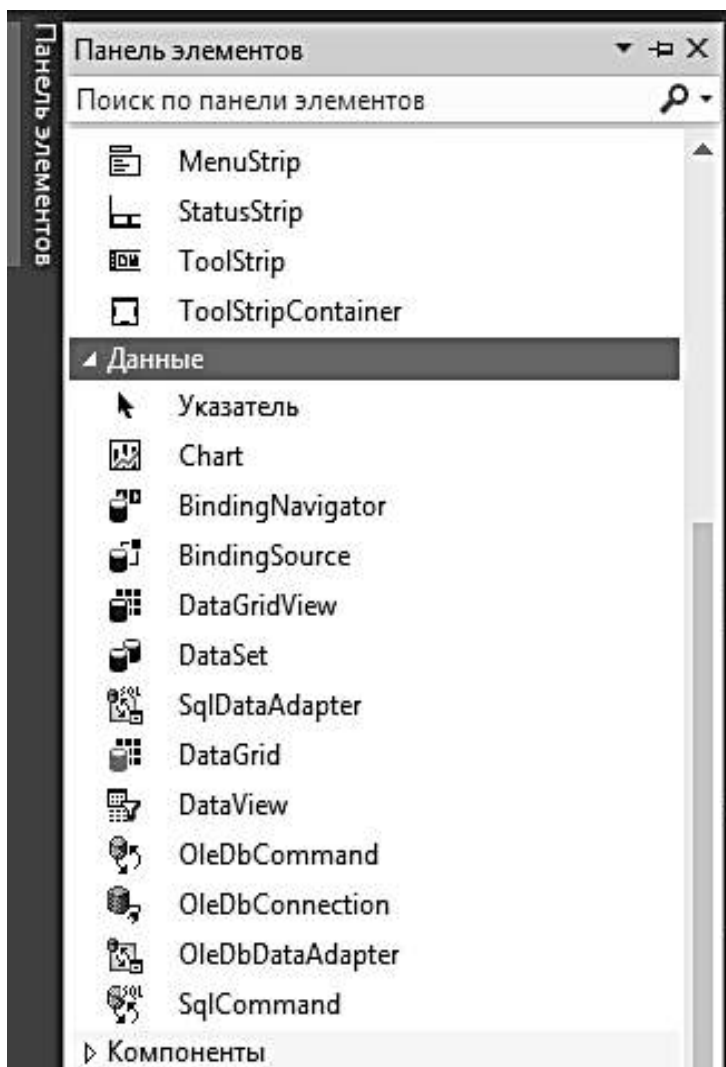 Панель элементов
Панель элементов
Поиск по панели элементов
MenuStrip
StatusStrip
ToolStrip
ToolStripContainer
Данные
Указатель
Chart
BindingNavigator
BindingSource
DataGridView
DataSet
SqlDataAdapter
DataGrid
DataView
OleDbCommand
OleDbConnection
OleDbDataAdapter
SqlCommand
Компоненты